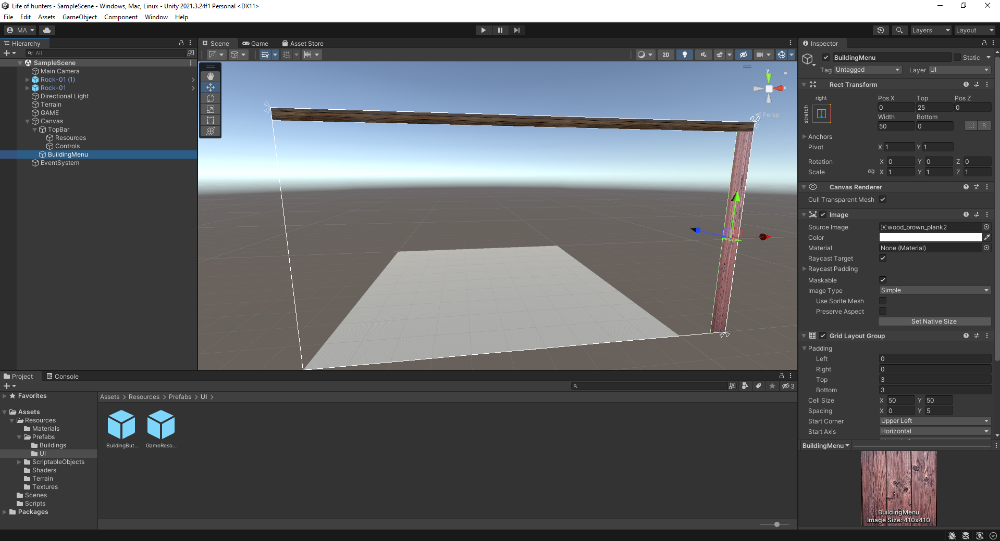 Life of hunters - SampleScene - Windows, Mac, Linux - Unity 2021.3.24f1 Personal <DX11>
File Edit Assets GameObject Component Window Help
MA
Layers
Layout
Hierarchy
All
SampleScene
Main Camera
Rock-01 (1)
Rock-01
Directional Light
Terrain
GAME
Canvas
TopBar
Resources
Controls
BuildingMenu
EventSystem
Scene Game Asset Store
2D
y
x
Persp
Inspector
BuildingMenu
Static
Tag Untagged Layer UI
Rect Transform
right
stretch
Pos X Top Pos Z
0 25 0
Width Bottom
50 0 R
Anchors
Pivot X 1 Y 1
Rotation X 0 Y 0 Z 0
Scale X 1 Y 1 Z 1
Canvas Renderer
Cull Transparent Mesh
Image
Source Image wood_brown_plank2
Color
Material None (Material)
Raycast Target
Raycast Padding
Maskable
Image Type Simple
Use Sprite Mesh
Preserve Aspect
Set Native Size
Grid Layout Group
Padding
Left 0
Right 0
Top 3
Bottom 3
Cell Size X 50 Y 50
Spacing X 0 Y 5
Start Corner Upper Left
Start Axis Horizontal
BuildingMenu
BuildingMenu
Image Size: 410x410
Project Console
3
Favorites
Assets
Resources
Materials
Prefabs
Buildings
UI
ScriptableObjects
Shaders
Terrain
Textures
Scenes
Scripts
Packages
Assets > Resources > Prefabs > UI >
BuildingBut... GameReso...